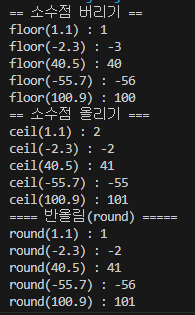 == 소수점 버리기 ==
floor(1.1) : 1
floor(-2.3) : -3
floor(40.5) : 40
floor(-55.7) : -56
floor(100.9) : 100
== 소수점 올리기 ===
ceil(1.1) : 2
ceil(-2.3) : -2
ceil(40.5) : 41
ceil(-55.7) : -55
ceil(100.9) : 101
==== 반올림(round) =====
round(1.1) : 1
round(-2.3) : -2
round(40.5) : 41
round(-55.7) : -56
round(100.9) : 101